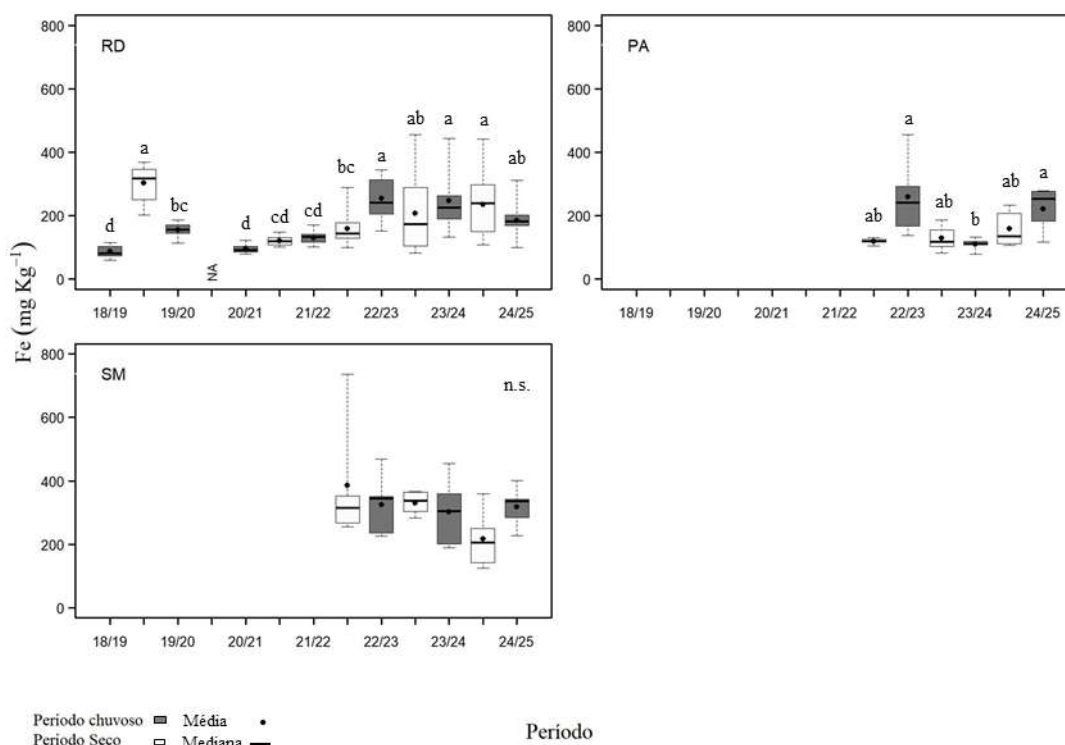 800
RD
PA
600
a
a
a
ab
a
a
ab
400
bc
bc
cd
cd
d
d
200
NA
0
18/19
19/20
20/21
21/22
22/23
23/24
24/25
800
600
400
a
a
ab
ab
ab
b
200
0
18/19
19/20
20/21
21/22
22/23
23/24
24/25
Fe (mg Kg⁻¹)
800
SM
n.s.
600
400
200
0
18/19
19/20
20/21
21/22
22/23
23/24
24/25
Periodo chuvoso Média
Período Seco Mediana
Período